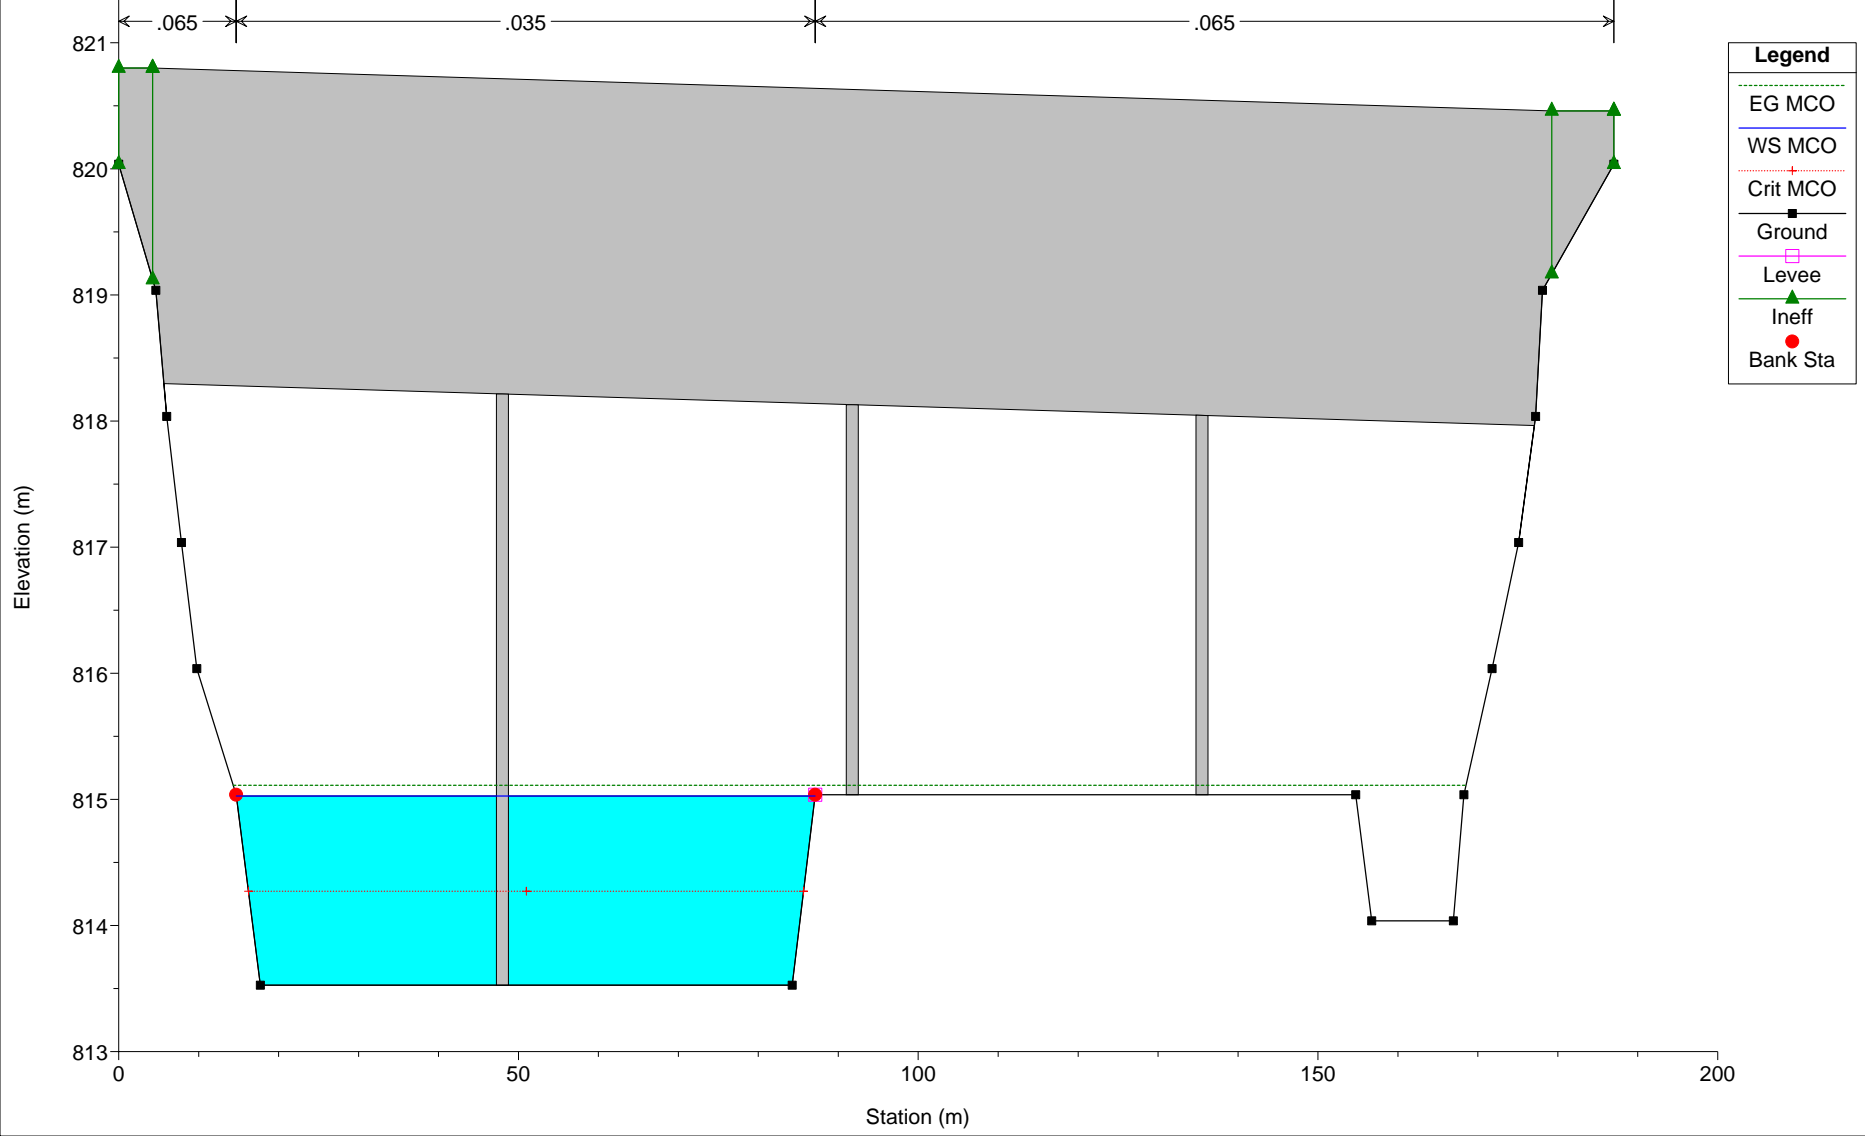 .065 .035 .065
821
820
819
818
817
816
815
814
813
0 50 100 150 200
Elevation (m)
Station (m)
Legend
EG MCO
WS MCO
Crit MCO
Ground
Levee
Ineff
Bank Sta